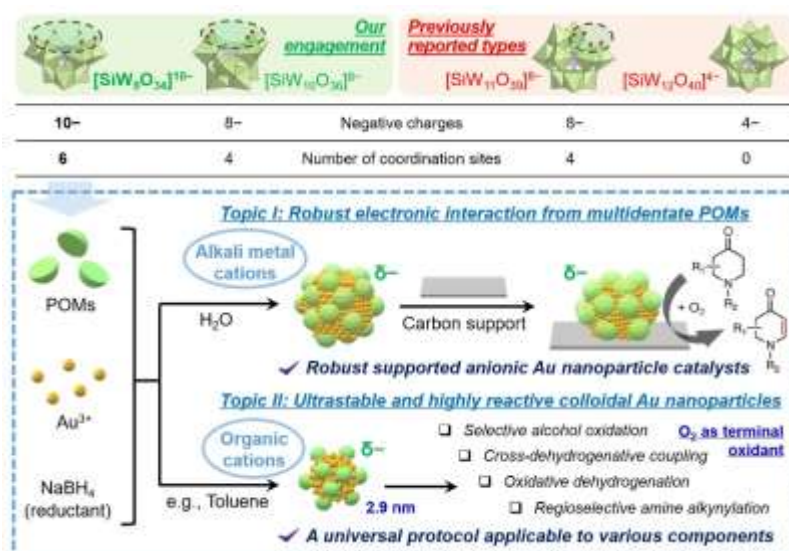 Our engagement
Previously reported types
[SiW₉O₃₄]¹⁰⁻ [SiW₁₀O₃₆]⁸⁻ [SiW₁₁O₃₉]⁸⁻ [SiW₁₂O₄₀]⁴⁻
10− 8− Negative charges 8− 4−
6 4 Number of coordination sites 4 0
Topic I: Robust electronic interaction from multidentate POMs
POMs
Au³⁺
NaBH₄
(reductant)
Alkali metal
cations
H₂O
δ−
Carbon support
δ−
+ O₂
O
R₁
N
R₂
O
R₁
N
R₂
✓ Robust supported anionic Au nanoparticle catalysts
Topic II: Ultrastable and highly reactive colloidal Au nanoparticles
Organic
cations
e.g., Toluene
δ−
2.9 nm
❑ Selective alcohol oxidation
❑ Cross-dehydrogenative coupling
❑ Oxidative dehydrogenation
❑ Regioselective amine alkynylation
O₂ as terminal
oxidant
✓ A universal protocol applicable to various components